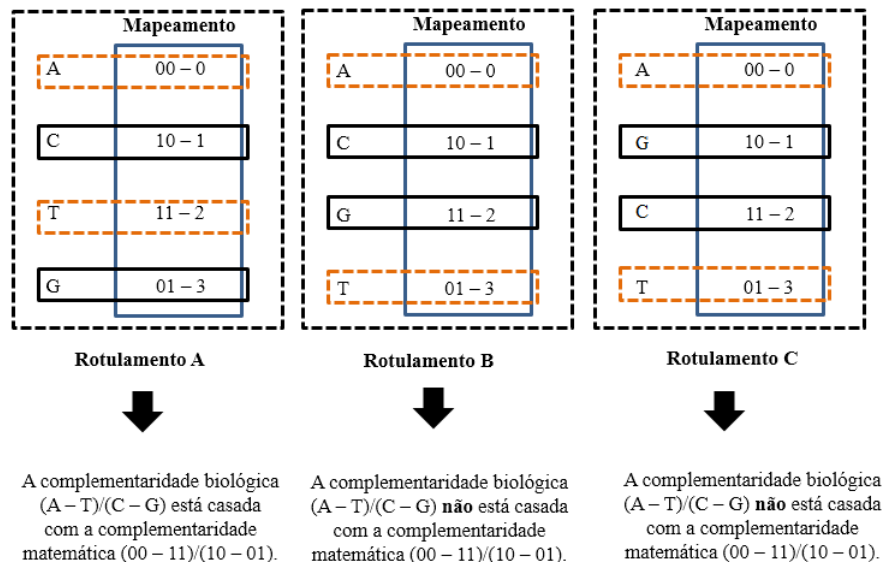 Mapeamento
A 00 – 0
C 10 – 1
T 11 – 2
G 01 – 3
Rotulamento A
A complementaridade biológica
(A – T)/(C – G) está casada
com a complementaridade
matemática (00 – 11)/(10 – 01).
Mapeamento
A 00 – 0
C 10 – 1
G 11 – 2
T 01 – 3
Rotulamento B
A complementaridade biológica
(A – T)/(C – G) não está casada
com a complementaridade
matemática (00 – 11)/(10 – 01).
Mapeamento
A 00 – 0
G 10 – 1
C 11 – 2
T 01 – 3
Rotulamento C
A complementaridade biológica
(A – T)/(C – G) não está casada
com a complementaridade
matemática (00 – 11)/(10 – 01).